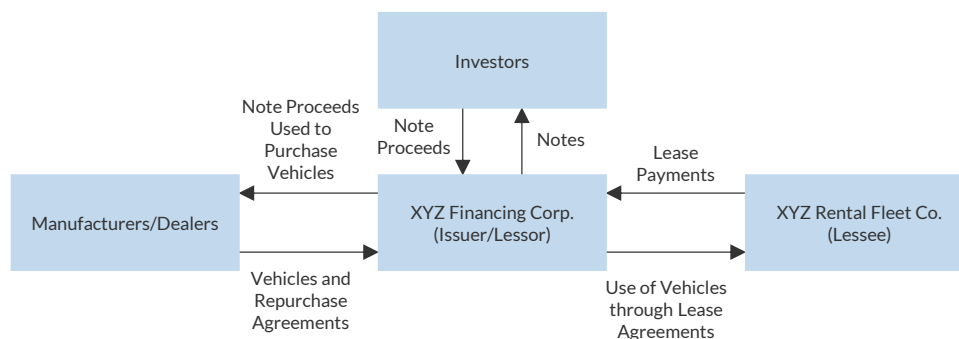 Investors
Note Proceeds
Used to
Purchase
Vehicles
Note
Proceeds
Notes
Lease
Payments
Manufacturers/Dealers
XYZ Financing Corp.
(Issuer/Lessor)
XYZ Rental Fleet Co.
(Lessee)
Vehicles and
Repurchase
Agreements
Use of Vehicles
through Lease
Agreements